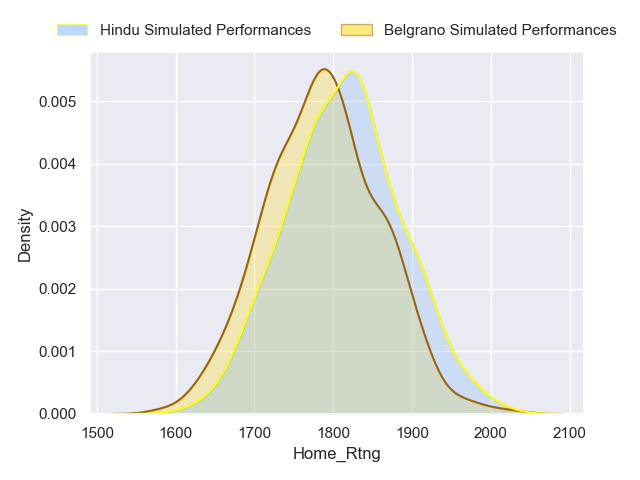 Hindu Simulated Performances
Belgrano Simulated Performances
Density
0.005
0.004
0.003
0.002
0.001
0.000
1500 1600 1700 1800 1900 2000 2100
Home_Rtng